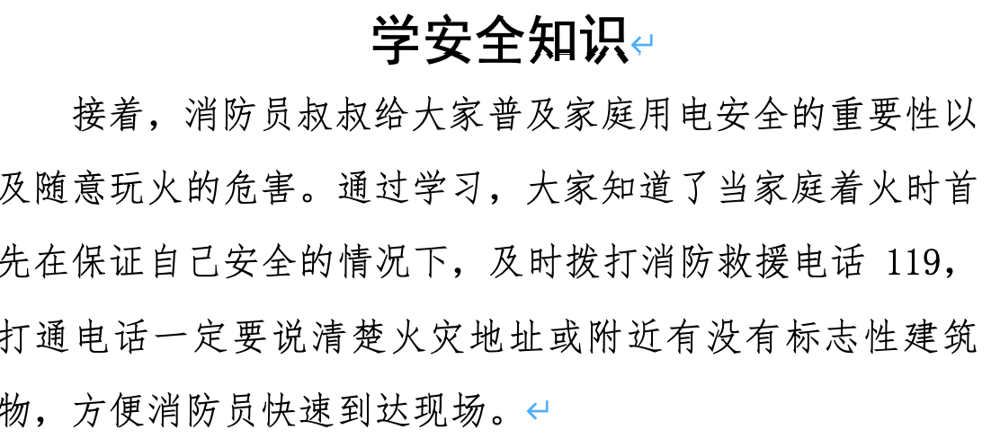 学安全知识
接着，消防员叔叔给大家普及家庭用电安全的重要性以
及随意玩火的危害。通过学习，大家知道了当家庭着火时首
先在保证自己安全的情况下，及时拨打消防救援电话 119，
打通电话一定要说清楚火灾地址或附近有没有标志性建筑
物，方便消防员快速到达现场。